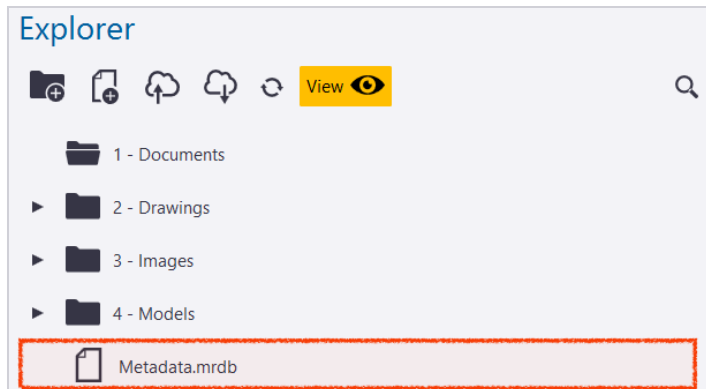 Explorer
View
1 - Documents
2 - Drawings
3 - Images
4 - Models
Metadata.mrdb